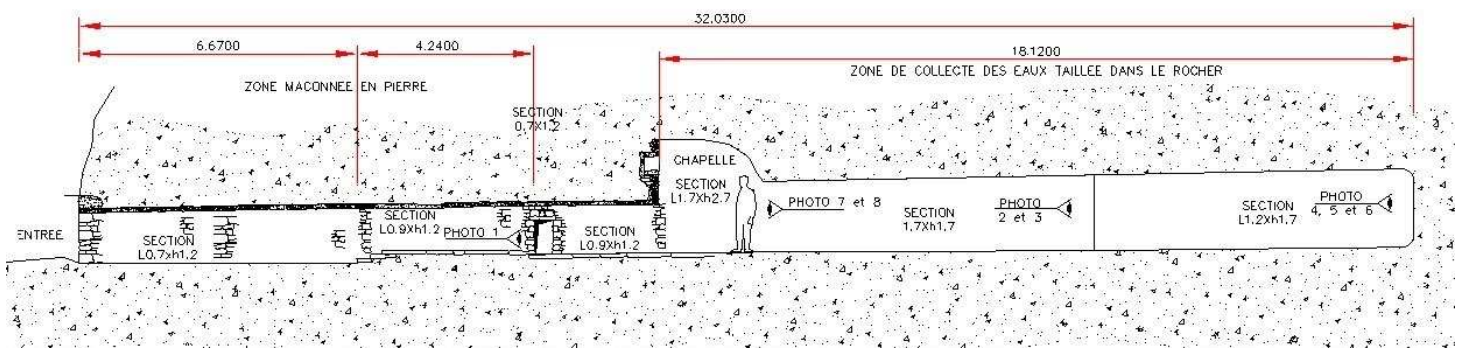 32.0300
6.6700
4.2400
18.1200
ZONE DE COLLECTE DES EAUX TAILLEE DANS LE ROCHER
ZONE MACONNEE EN PIERRE
SECTION
0.7X1.2
CHAPELLE
SECTION
L1.7Xh2.7
PHOTO 7 et 8
SECTION
1.7Xh1.7
PHOTO
2 et 3
SECTION
L1.2Xh1.7
PHOTO
4, 5 et 6
ENTREE
SECTION
L0.7Xh1.2
SECTION
L0.9Xh1.2
PHOTO 1
SECTION
L0.9Xh1.2